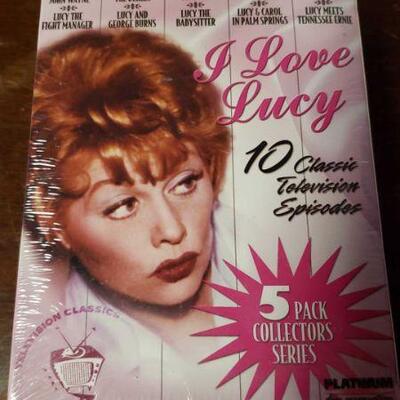 JOHN WAYNE
LUCY THE
FIGHT MANAGER
LUCY AND
GEORGE BURNS
LUCY THE
BABYSITTER
LUCY & CAROL
IN PALM SPRINGS
LUCY MEETS
TENNESSEE ERNIE
I Love
Lucy
10 Classic
Television
Episodes
5 PACK
COLLECTORS
SERIES
TELEVISION CLASSICS
PLATINUM